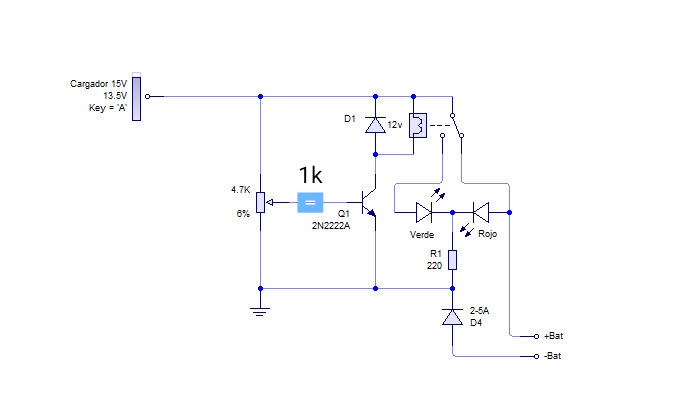 Cargador 15V
13.5V
Key = 'A'
D1
12v
1k
=
4.7K
6%
Q1
2N2222A
Verde
Rojo
R1
220
2-5A
D4
+Bat
-Bat